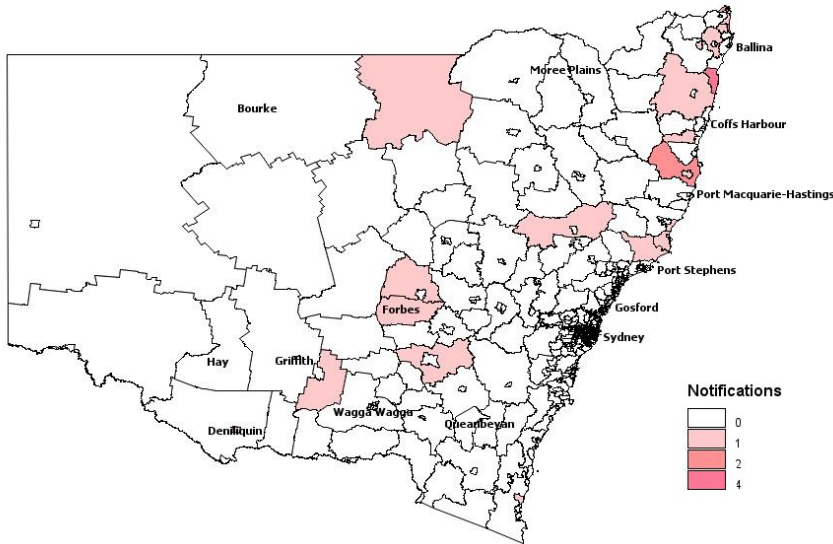 Ballina
Moree Plains
Bourke
Coffs Harbour
Port Macquarie-Hastings
Port Stephens
Gosford
Forbes
Sydney
Hay
Griffith
Wagga Wagga
Queanbeyan
Deniliquin
Notifications
0
1
2
4